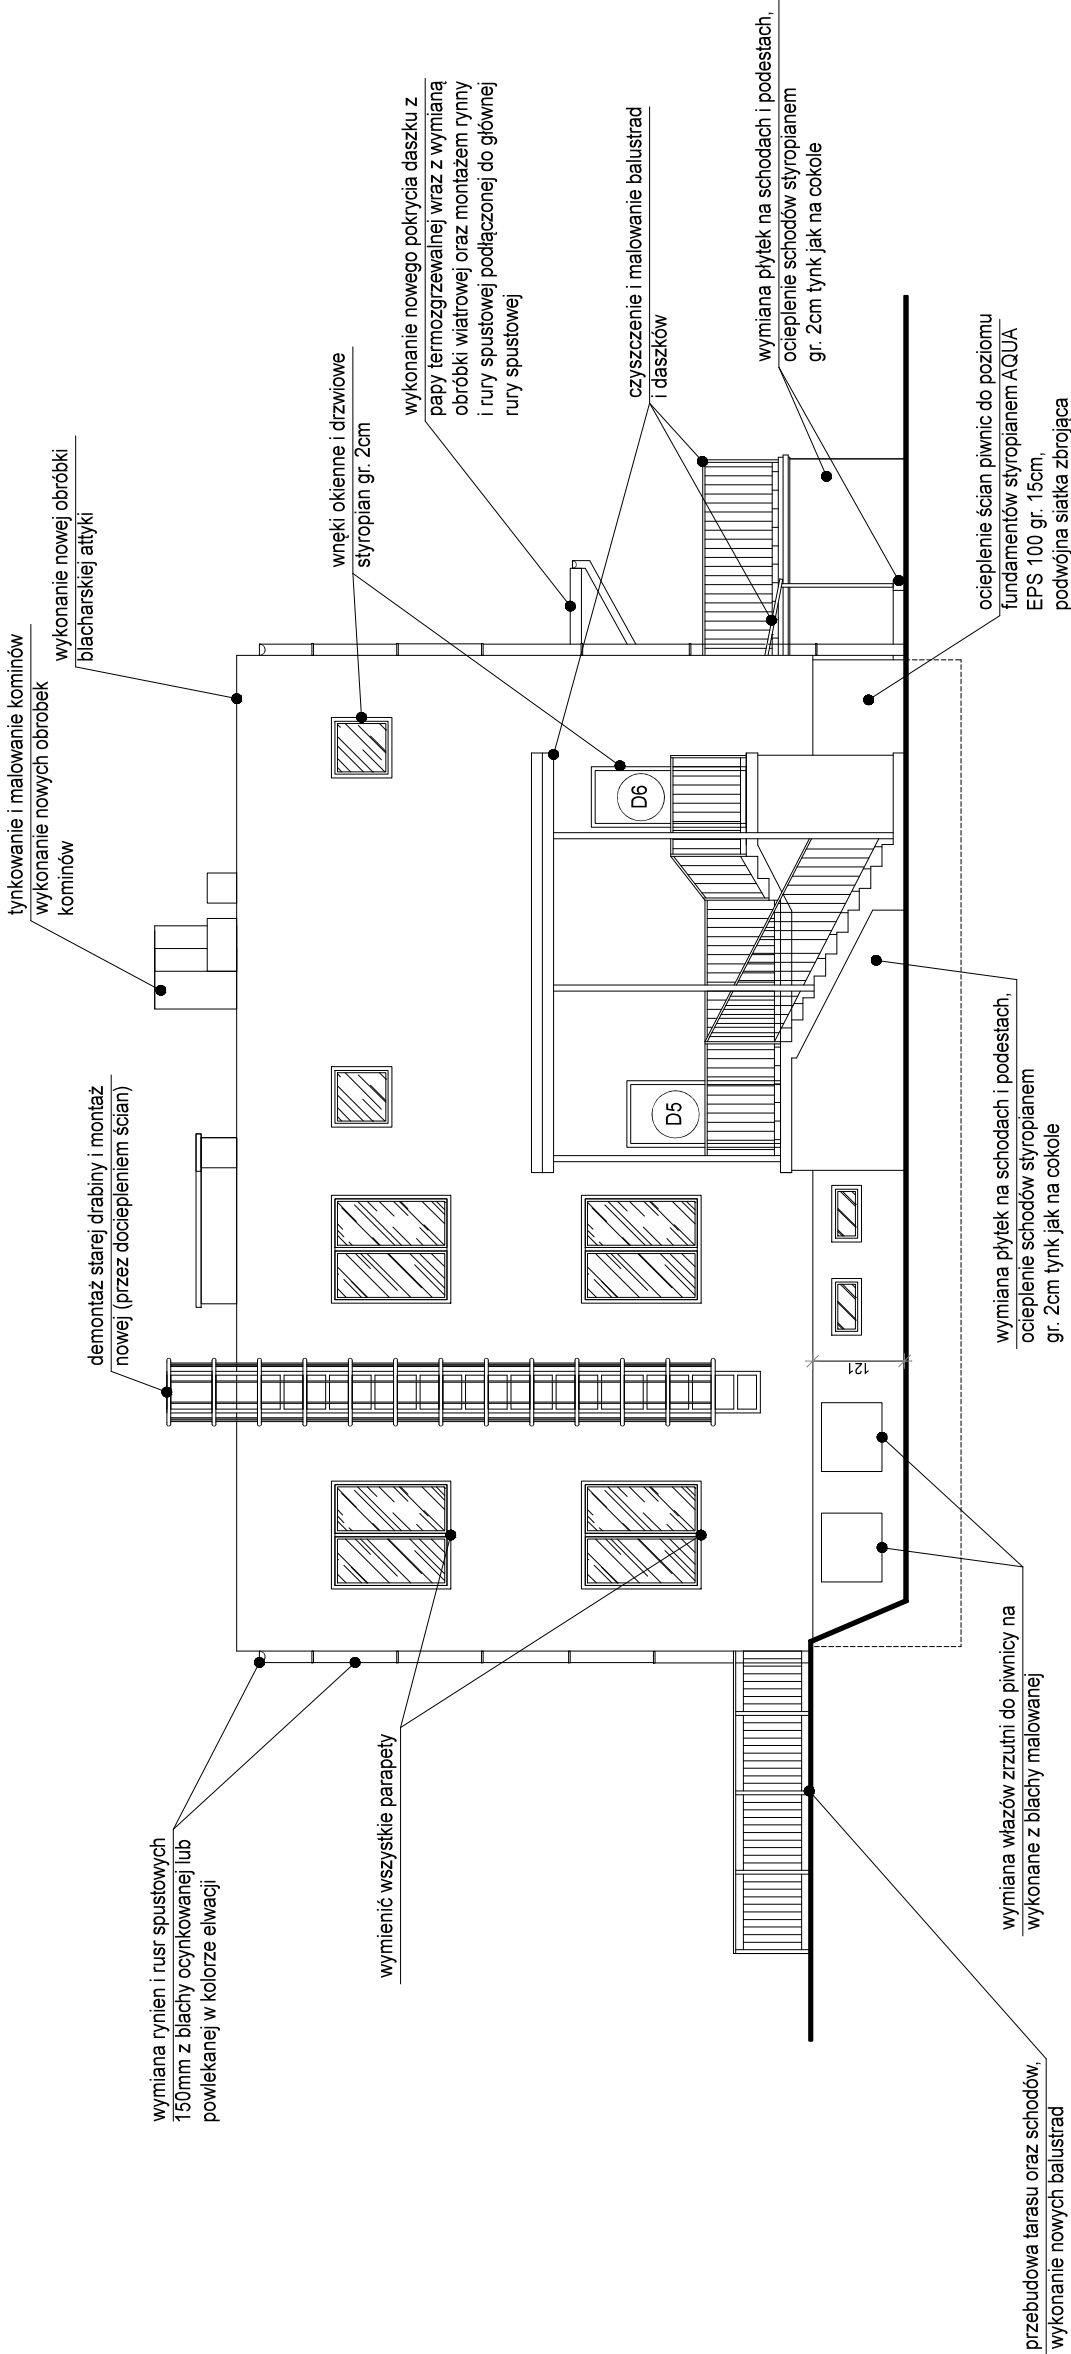 tynkowanie i malowanie kominów
wykonanie nowych obrobek
kominów
wykonanie nowej obróbki
blacharskiej attyki
demontaż starej drabiny i montaż
nowej (przez dociepleniem ścian)
wymiana rynien i rusr spustowych
150mm z blachy ocynkowanej lub
powlekanej w kolorze elwacji
wnęki okienne i drzwiowe
styropian gr. 2cm
wykonanie nowego pokrycia daszku z
papy termozgrzewalnej wraz z wymianą
obróbki wiatrowej oraz montażem rynny
i rury spustowej podłączonej do głównej
rury spustowej
wymienić wszystkie parapety
czyszczenie i malowanie balustrad
i daszków
D5
D6
wymiana płytek na schodach i podestach,
ocieplenie schodów styropianem
gr. 2cm tynk jak na cokole
121
przebudowa tarasu oraz schodów,
wykonanie nowych balustrad
wymiana włazów zrzutni do piwnicy na
wykonane z blachy malowanej
wymiana płytek na schodach i podestach,
ocieplenie schodów styropianem
gr. 2cm tynk jak na cokole
ocieplenie ścian piwnic do poziomu
fundamentów styropianem AQUA
EPS 100 gr. 15cm,
podwójna siatka zbrojąca